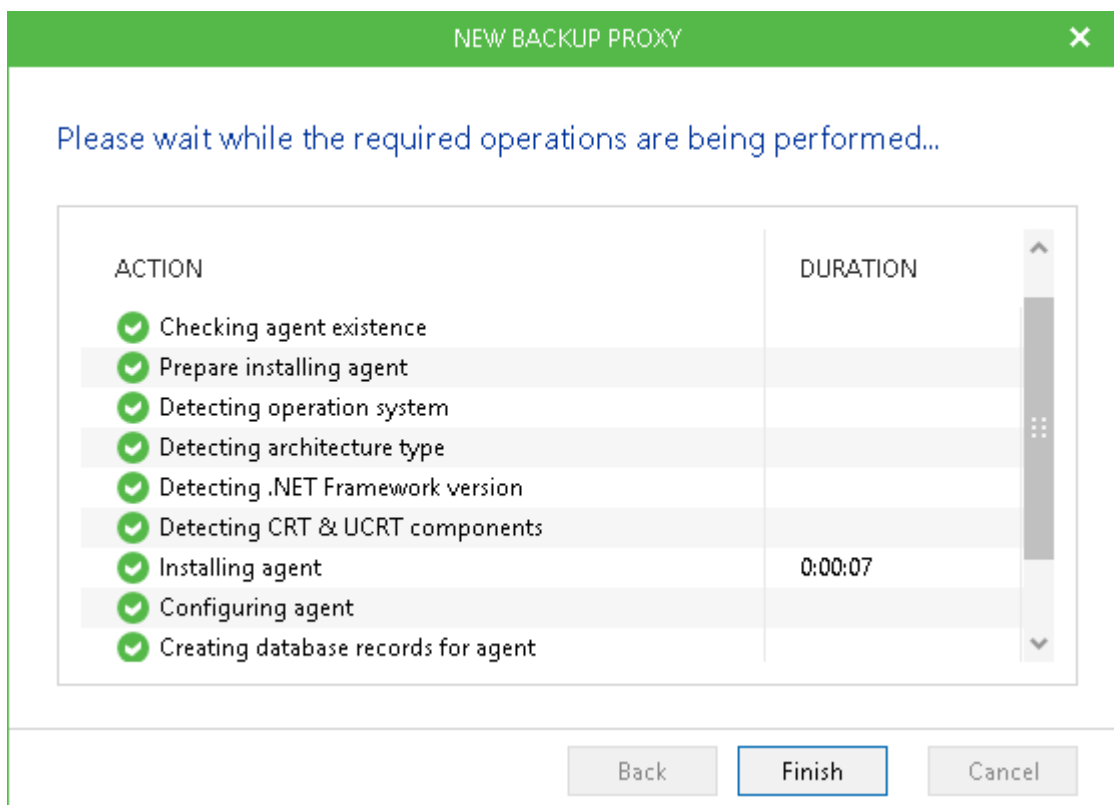 NEW BACKUP PROXY
Please wait while the required operations are being performed...
ACTION DURATION
Checking agent existence
Prepare installing agent
Detecting operation system
Detecting architecture type
Detecting .NET Framework version
Detecting CRT & UCRT components
Installing agent 0:00:07
Configuring agent
Creating database records for agent
Back Finish Cancel